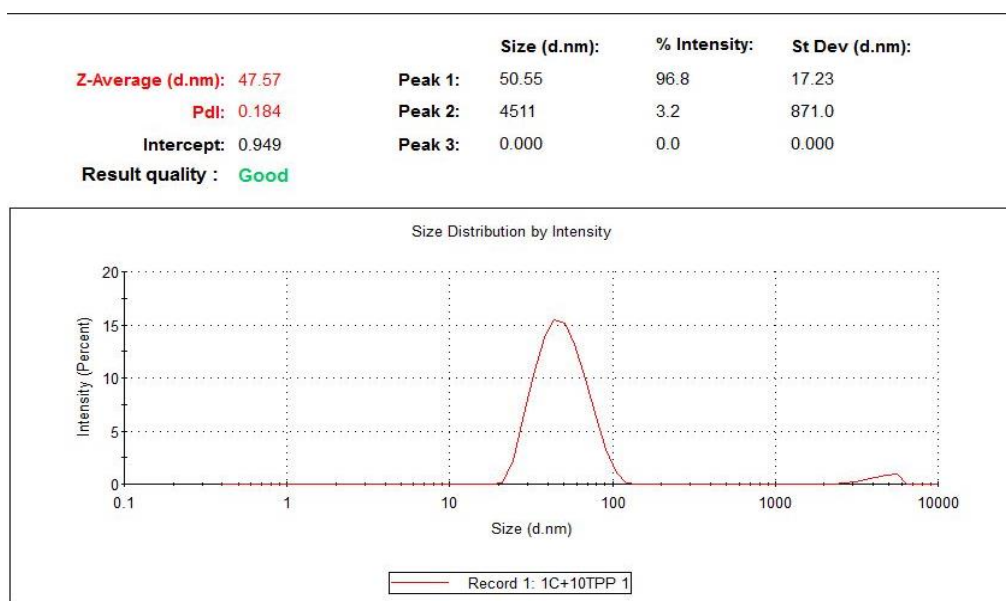 Size (d.nm): % Intensity: St Dev (d.nm):
Z-Average (d.nm): 47.57 Peak 1: 50.55 96.8 17.23
PdI: 0.184 Peak 2: 4511 3.2 871.0
Intercept: 0.949 Peak 3: 0.000 0.0 0.000
Result quality : Good
Size Distribution by Intensity
Intensity (Percent)
20
15
10
5
0
0.1 1 10 100 1000 10000
Size (d.nm)
Record 1: 1C+10TPP 1